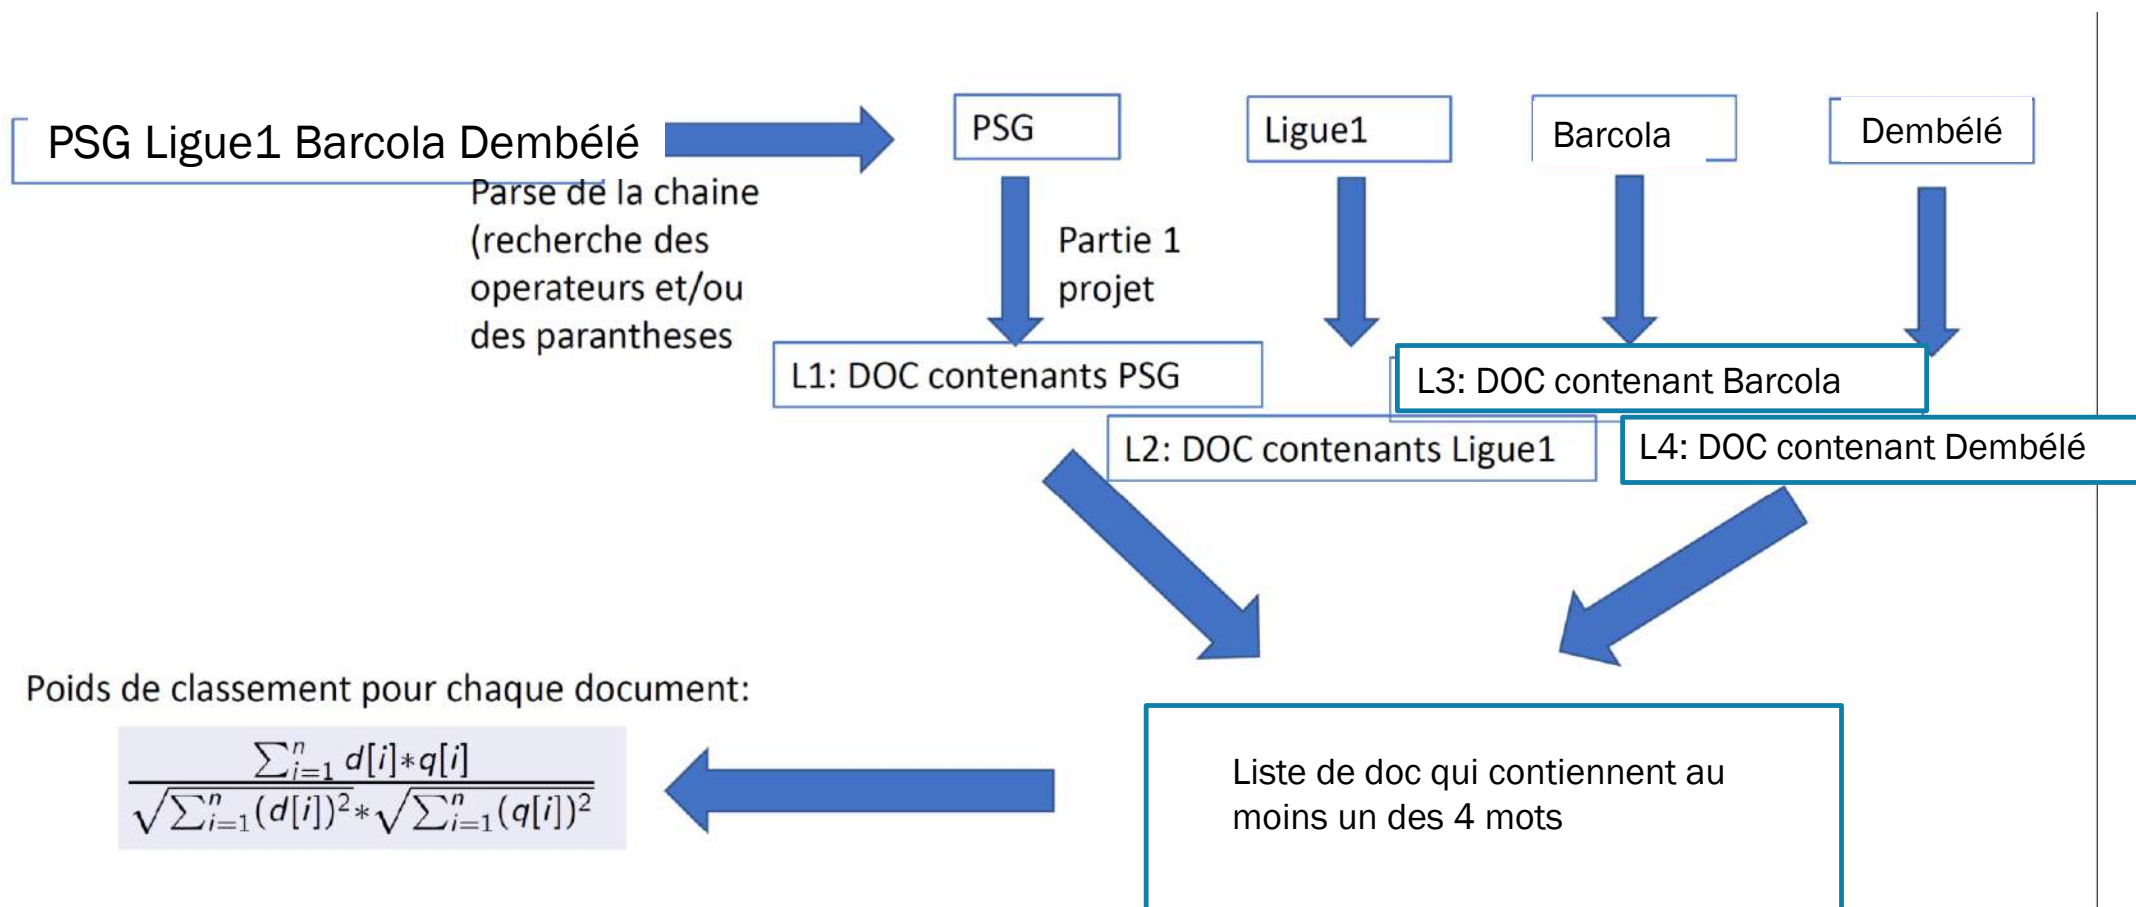 PSG Ligue1 Barcola Dembélé
PSG
Ligue1
Barcola
Dembélé
Parse de la chaine
(recherche des
operateurs et/ou
des parantheses
Partie 1
projet
L1: DOC contenants PSG
L3: DOC contenant Barcola
L2: DOC contenants Ligue1
L4: DOC contenant Dembélé
Poids de classement pour chaque document:
∑ⁿᵢ₌₁ d[i]*q[i]
√∑ⁿᵢ₌₁(d[i])²*√∑ⁿᵢ₌₁(q[i])²
Liste de doc qui contiennent au
moins un des 4 mots